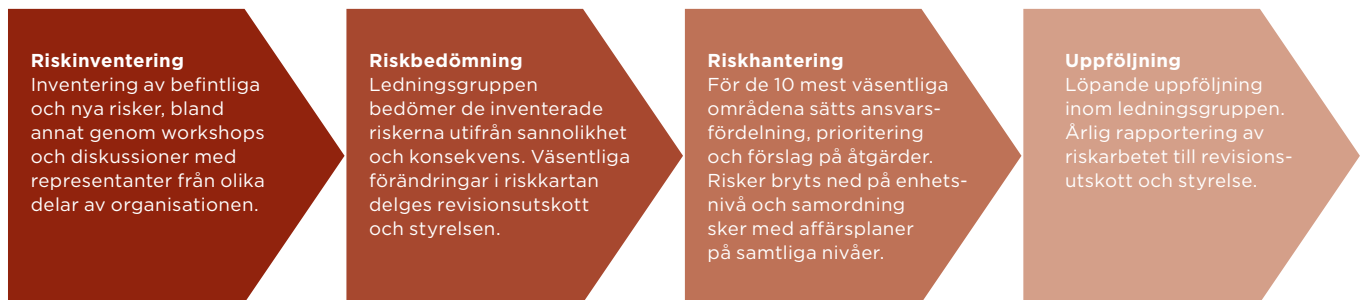 Riskinventering
Inventering av befintliga
och nya risker, bland
annat genom workshops
och diskussioner med
representanter från olika
delar av organisationen.
Riskbedömning
Ledningsgruppen
bedömer de inventerade
riskerna utifrån sannolikhet
och konsekvens. Väsentliga
förändringar i riskkartan
delges revisionsutskott
och styrelsen.
Riskhantering
För de 10 mest väsentliga
områdena sätts ansvars-
fördelning, prioritering
och förslag på åtgärder.
Risker bryts ned på enhets-
nivå och samordning
sker med affärsplaner
på samtliga nivåer.
Uppföljning
Löpande uppföljning
inom ledningsgruppen.
Årlig rapportering av
riskarbetet till revisions-
utskott och styrelse.